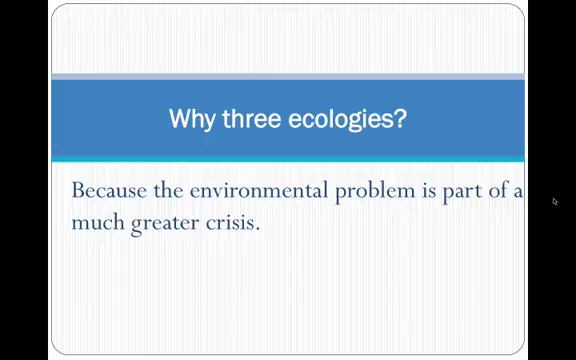 Why three ecologies?
Because the environmental problem is part of a
much greater crisis.